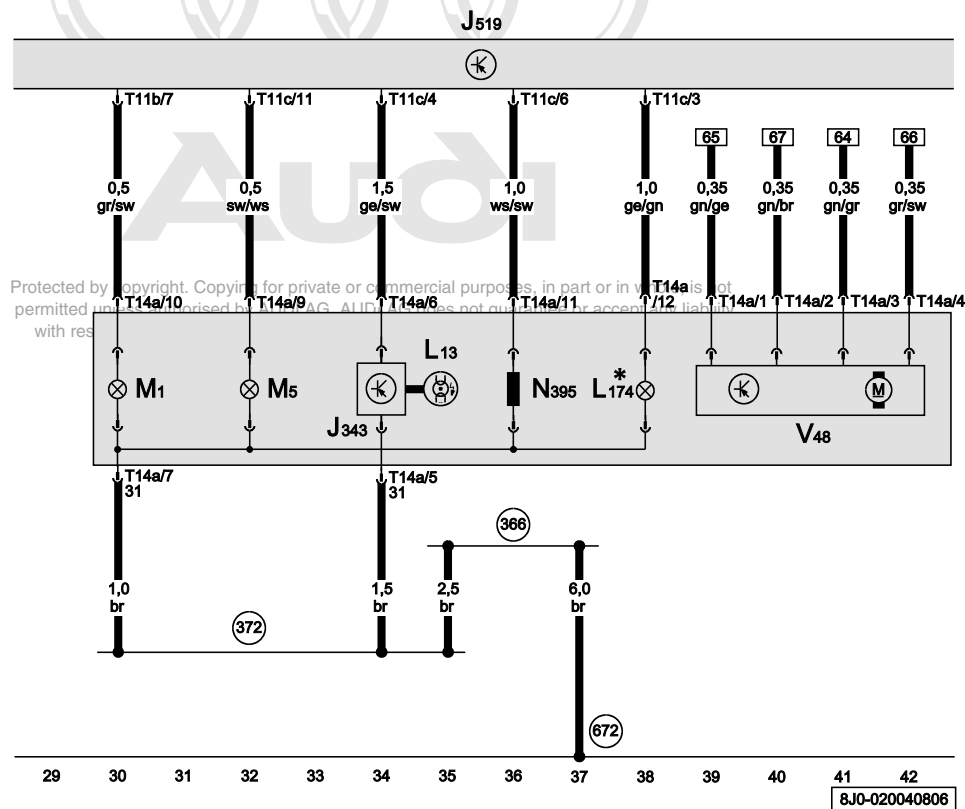 J519
T11b/7 T11c/11 T11c/4 T11c/6 T11c/3
65 67 64 66
Audi
0,5 0,5 1,5 1,0 1,0 0,35 0,35 0,35 0,35
gr/sw sw/ws ge/sw ws/sw ge/gn gn/ge gn/br gn/gr gr/sw
Protected by copyright. Copying for private or commercial purposes, in part or in whole, is not
T14a
T14a/10 T14a/9 T14a/6 T14a/11 /12 T14a/1 T14a/2 T14a/3 T14a/4
permitted unless authorised by AUDI AG. AUDI AG does not guarantee or accept any liability
with res
L13
M1 M5 N395 L174* M
J343 V48
T14a/7 T14a/5
31 31
366
1,0 1,5 2,5 6,0
br br br br
372
672
29 30 31 32 33 34 35 36 37 38 39 40 41 42
8J0-020040806